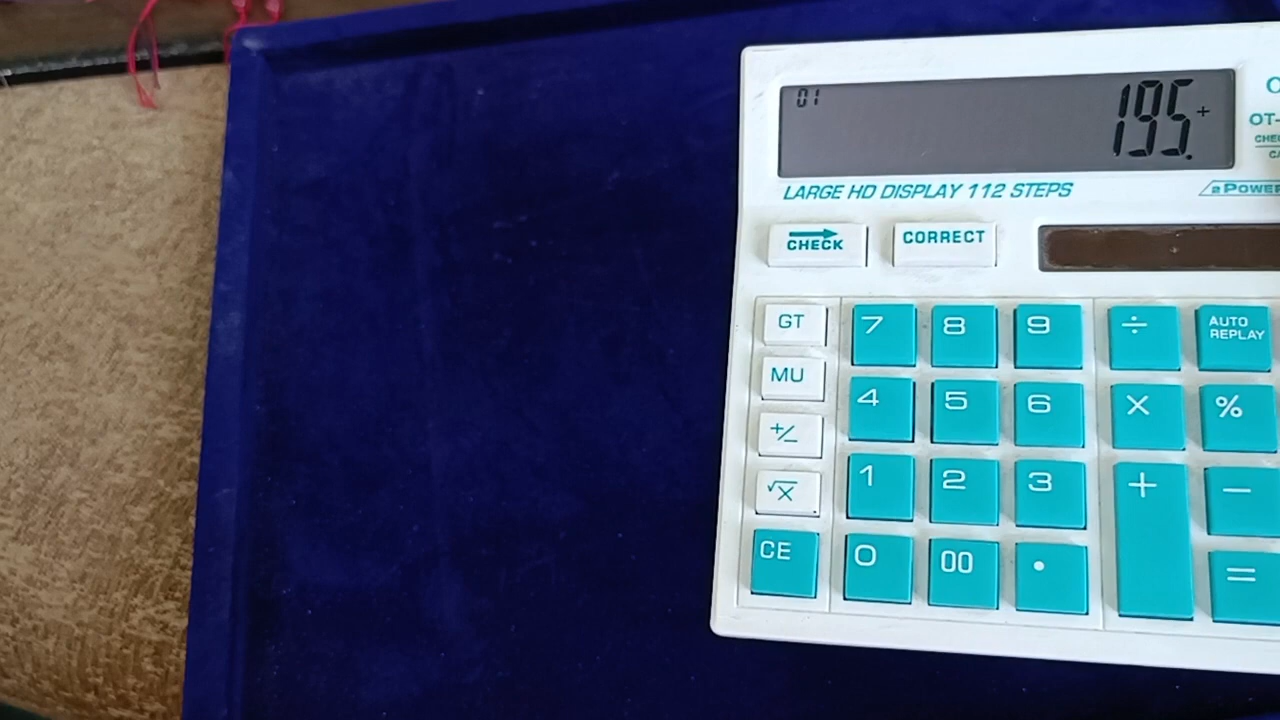 01 195.+
OT-
LARGE HD DISPLAY 112 STEPS
CHECK CORRECT
GT 7 8 9 ÷ AUTO REPLAY
MU 4 5 6 × %
+/− 1 2 3 + −
√X
CE 0 00 • =